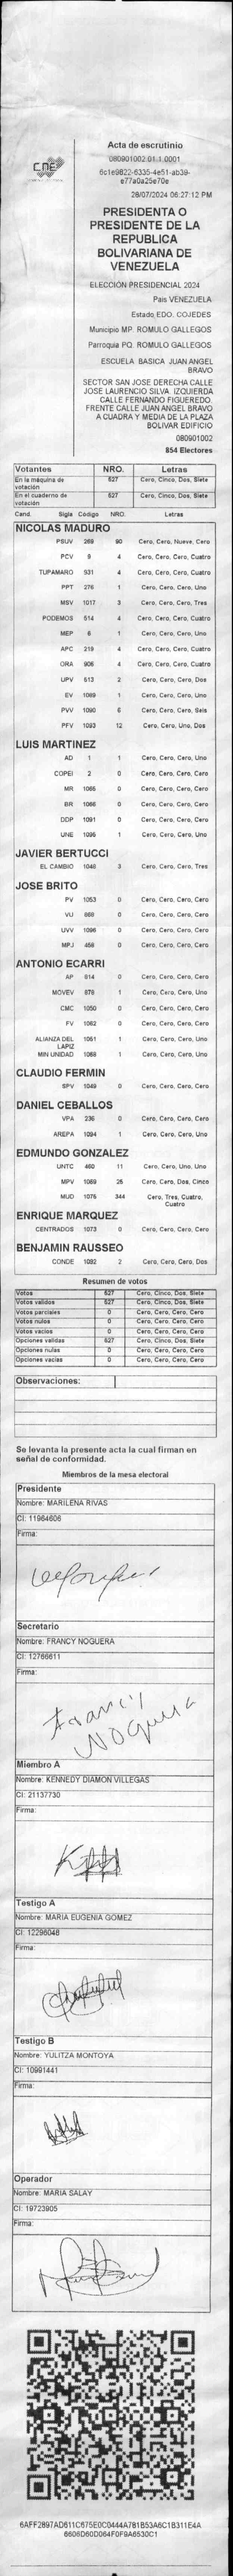 CNE
Acta de escrutinio
080901002.01.1.0001
6c1e9822-6335-4e51-ab39-
e77a0a25e70e
28/07/2024 06:27:12 PM
PRESIDENTA O
PRESIDENTE DE LA
REPUBLICA
BOLIVARIANA DE
VENEZUELA
ELECCIÓN PRESIDENCIAL 2024
Pais VENEZUELA
Estado EDO. COJEDES
Municipio MP. ROMULO GALLEGOS
Parroquia PQ. ROMULO GALLEGOS
ESCUELA BASICA JUAN ANGEL
BRAVO
SECTOR SAN JOSE DERECHA CALLE
JOSE LAURENCIO SILVA. IZQUIERDA
CALLE FERNANDO FIGUEREDO.
FRENTE CALLE JUAN ANGEL BRAVO
A CUADRA Y MEDIA DE LA PLAZA
BOLIVAR EDIFICIO
080901002
854 Electores
Votantes NRO. Letras
En la máquina de votación 527 Cero, Cinco, Dos, Siete
En el cuaderno de votación 527 Cero, Cinco, Dos, Siete
Cand. Sigla Código NRO. Letras
NICOLAS MADURO
PSUV 269 90 Cero, Cero, Nueve, Cero
PCV 9 4 Cero, Cero, Cero, Cuatro
TUPAMARO 931 4 Cero, Cero, Cero, Cuatro
PPT 276 1 Cero, Cero, Cero, Uno
MSV 1017 3 Cero, Cero, Cero, Tres
PODEMOS 514 4 Cero, Cero, Cero, Cuatro
MEP 6 1 Cero, Cero, Cero, Uno
APC 219 4 Cero, Cero, Cero, Cuatro
ORA 906 4 Cero, Cero, Cero, Cuatro
UPV 513 2 Cero, Cero, Cero, Dos
EV 1089 1 Cero, Cero, Cero, Uno
PVV 1090 6 Cero, Cero, Cero, Seis
PFV 1093 12 Cero, Cero, Uno, Dos
LUIS MARTINEZ
AD 1 1 Cero, Cero, Cero, Uno
COPEI 2 0 Cero, Cero, Cero, Cero
MR 1065 0 Cero, Cero, Cero, Cero
BR 1066 0 Cero, Cero, Cero, Cero
DDP 1091 0 Cero, Cero, Cero, Cero
UNE 1095 1 Cero, Cero, Cero, Uno
JAVIER BERTUCCI
EL CAMBIO 1048 3 Cero, Cero, Cero, Tres
JOSE BRITO
PV 1053 0 Cero, Cero, Cero, Cero
VU 888 0 Cero, Cero, Cero, Cero
UVV 1096 0 Cero, Cero, Cero, Cero
MPJ 458 0 Cero, Cero, Cero, Cero
ANTONIO ECARRI
AP 914 0 Cero, Cero, Cero, Cero
MOVEV 979 1 Cero, Cero, Cero, Uno
CMC 1050 0 Cero, Cero, Cero, Cero
FV 1062 0 Cero, Cero, Cero, Cero
ALIANZA DEL LAPIZ 1051 1 Cero, Cero, Cero, Uno
MIN UNIDAD 1068 1 Cero, Cero, Cero, Uno
CLAUDIO FERMIN
SPV 1049 0 Cero, Cero, Cero, Cero
DANIEL CEBALLOS
VPA 236 0 Cero, Cero, Cero, Cero
AREPA 1094 1 Cero, Cero, Cero, Uno
EDMUNDO GONZALEZ
UNTC 460 11 Cero, Cero, Uno, Uno
MPV 1069 25 Cero, Cero, Dos, Cinco
MUD 1075 344 Cero, Tres, Cuatro, Cuatro
ENRIQUE MARQUEZ
CENTRADOS 1073 0 Cero, Cero, Cero, Cero
BENJAMIN RAUSSEO
CONDE 1082 2 Cero, Cero, Cero, Dos
Resumen de votos
Votos 527 Cero, Cinco, Dos, Siete
Votos validos 527 Cero, Cinco, Dos, Siete
Votos parciales 0 Cero, Cero, Cero, Cero
Votos nulos 0 Cero, Cero, Cero, Cero
Votos vacios 0 Cero, Cero, Cero, Cero
Opciones validas 527 Cero, Cinco, Dos, Siete
Opciones nulas 0 Cero, Cero, Cero, Cero
Opciones vacias 0 Cero, Cero, Cero, Cero
Observaciones:
Se levanta la presente acta la cual firman en
señal de conformidad.
Miembros de la mesa electoral
Presidente
Nombre: MARILENA RIVAS
CI: 11964606
Firma:
Secretario
Nombre: FRANCY NOGUERA
CI: 12766611
Firma:
Francis
Noguera
Miembro A
Nombre: KENNEDY DIAMON VILLEGAS
CI: 21137730
Firma:
Testigo A
Nombre: MARIA EUGENIA GOMEZ
CI: 12296048
Firma:
Testigo B
Nombre: YULITZA MONTOYA
CI: 10991441
Firma:
Operador
Nombre: MARIA SALAY
CI: 19723905
Firma:
6AFF2897AD611C675E0C0444A781B53A6C1B311E4A
6606D60D064F0F9A6530C1